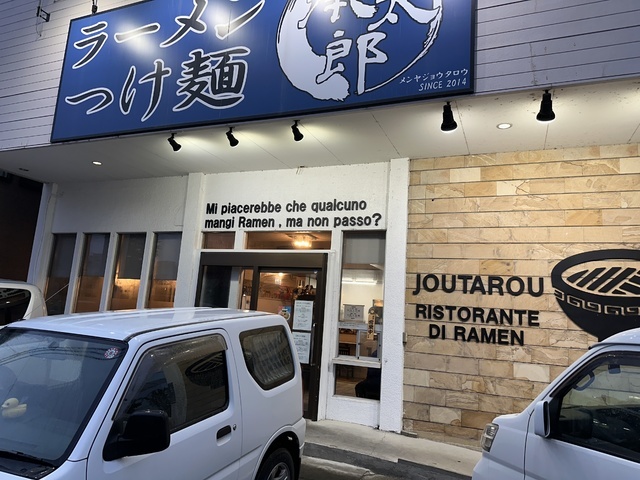 ラーメン
つけ麺
太郎
メンヤジョウタロウ
SINCE 2014
Mi piacerebbe che qualcuno
mangi Ramen , ma non passo?
JOUTAROU
RISTORANTE
DI RAMEN